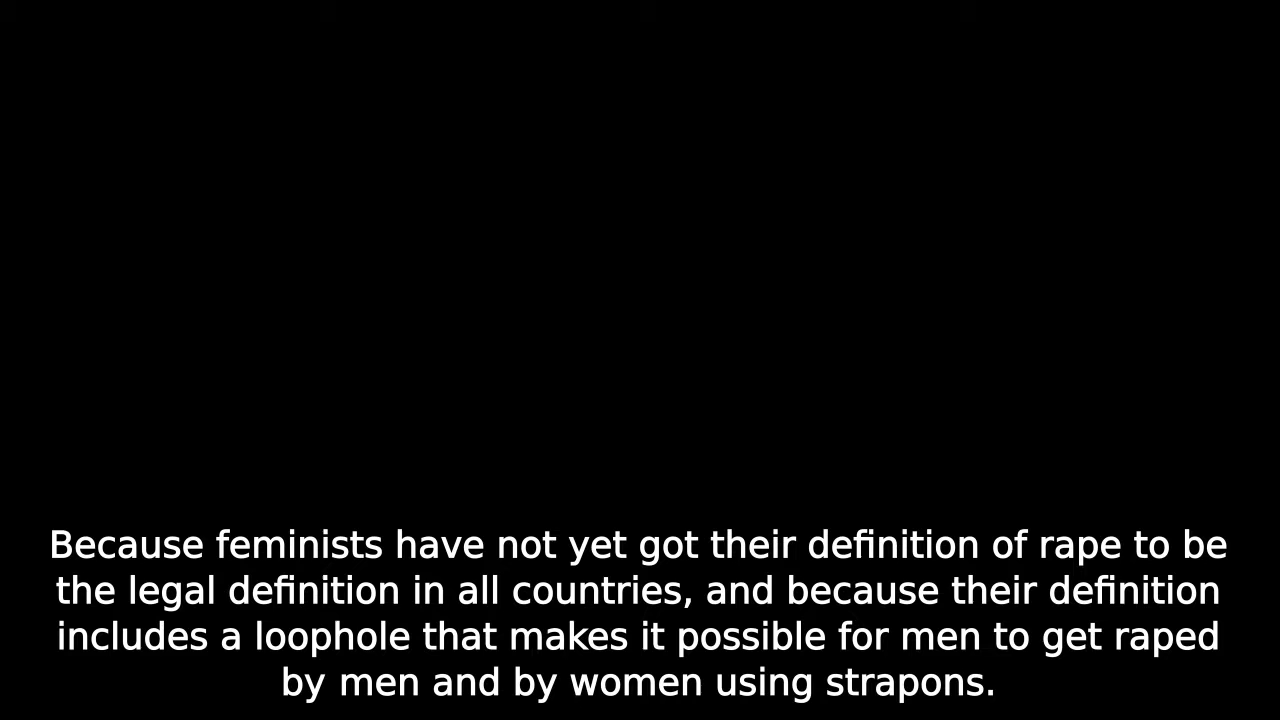 Because feminists have not yet got their definition of rape to be
the legal definition in all countries, and because their definition
includes a loophole that makes it possible for men to get raped
by men and by women using strapons.